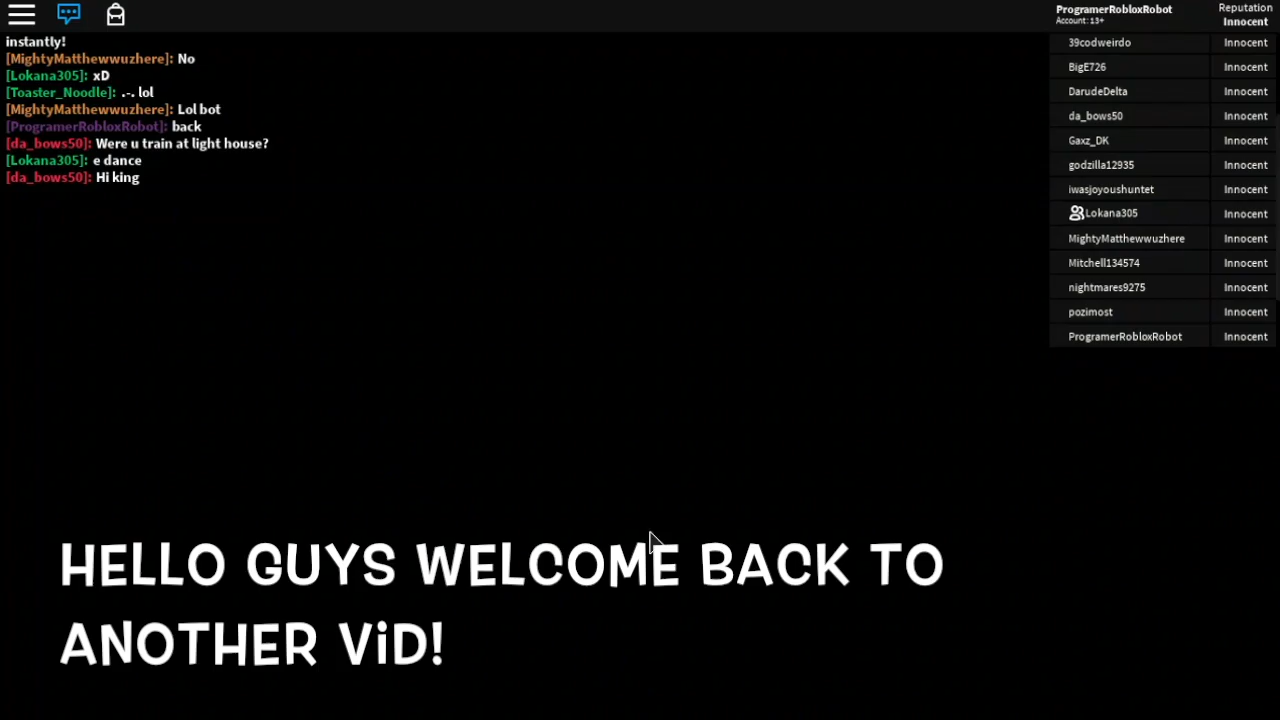 ProgramerRobloxRobot
Account: 13+
Reputation
Innocent
instantly!
[MightyMatthewwuzhere]: No
[Lokana305]: xD
[Toaster_Noodle]: .-. lol
[MightyMatthewwuzhere]: Lol bot
[ProgramerRobloxRobot]: back
[da_bows50]: Were u train at light house?
[Lokana305]: e dance
[da_bows50]: Hi king
39codweirdo Innocent
BigE726 Innocent
DarudeDelta Innocent
da_bows50 Innocent
Gaxz_DK Innocent
godzilla12935 Innocent
iwasjoyoushuntet Innocent
Lokana305 Innocent
MightyMatthewwuzhere Innocent
Mitchell134574 Innocent
nightmares9275 Innocent
pozimost Innocent
ProgramerRobloxRobot Innocent
HELLO GUYS WELCOME BACK TO
ANOTHER ViD!